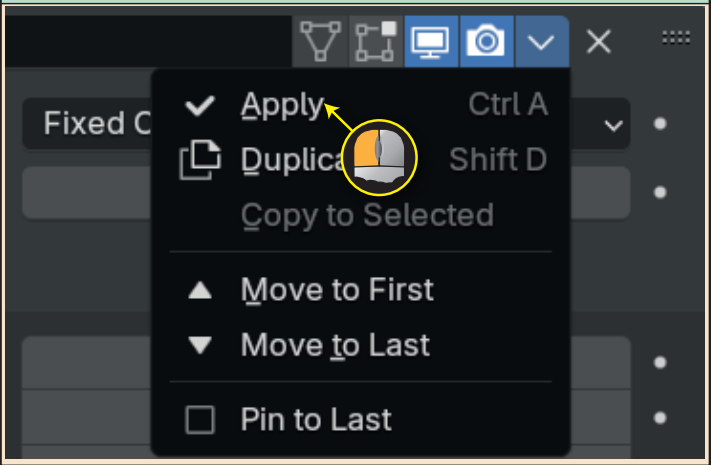 Fixed C
Apply Ctrl A
Duplica Shift D
Copy to Selected
Move to First
Move to Last
Pin to Last